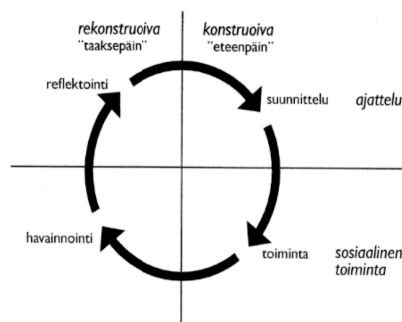 rekonstruoiva konstruoiva
"taaksepäin" "eteenpäin"
reflektointi
suunnittelu ajattelu
havainnointi
toiminta sosiaalinen
toiminta